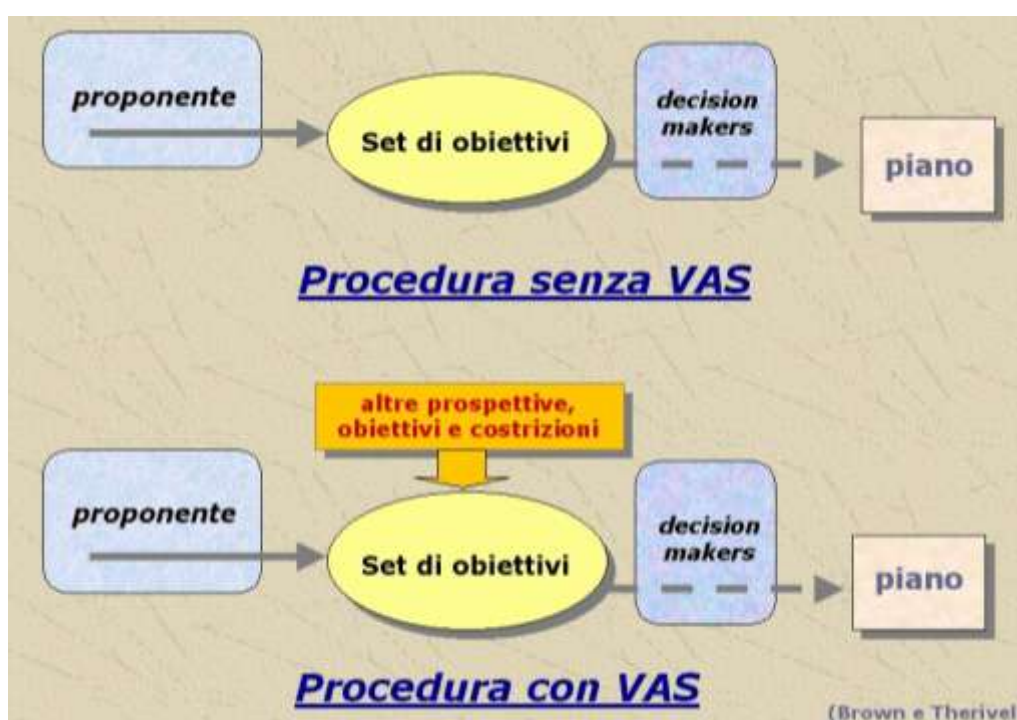 proponente
Set di obiettivi
decision
makers
piano
Procedura senza VAS
altre prospettive,
obiettivi e costrizioni
proponente
Set di obiettivi
decision
makers
piano
Procedura con VAS
(Brown e Therivel